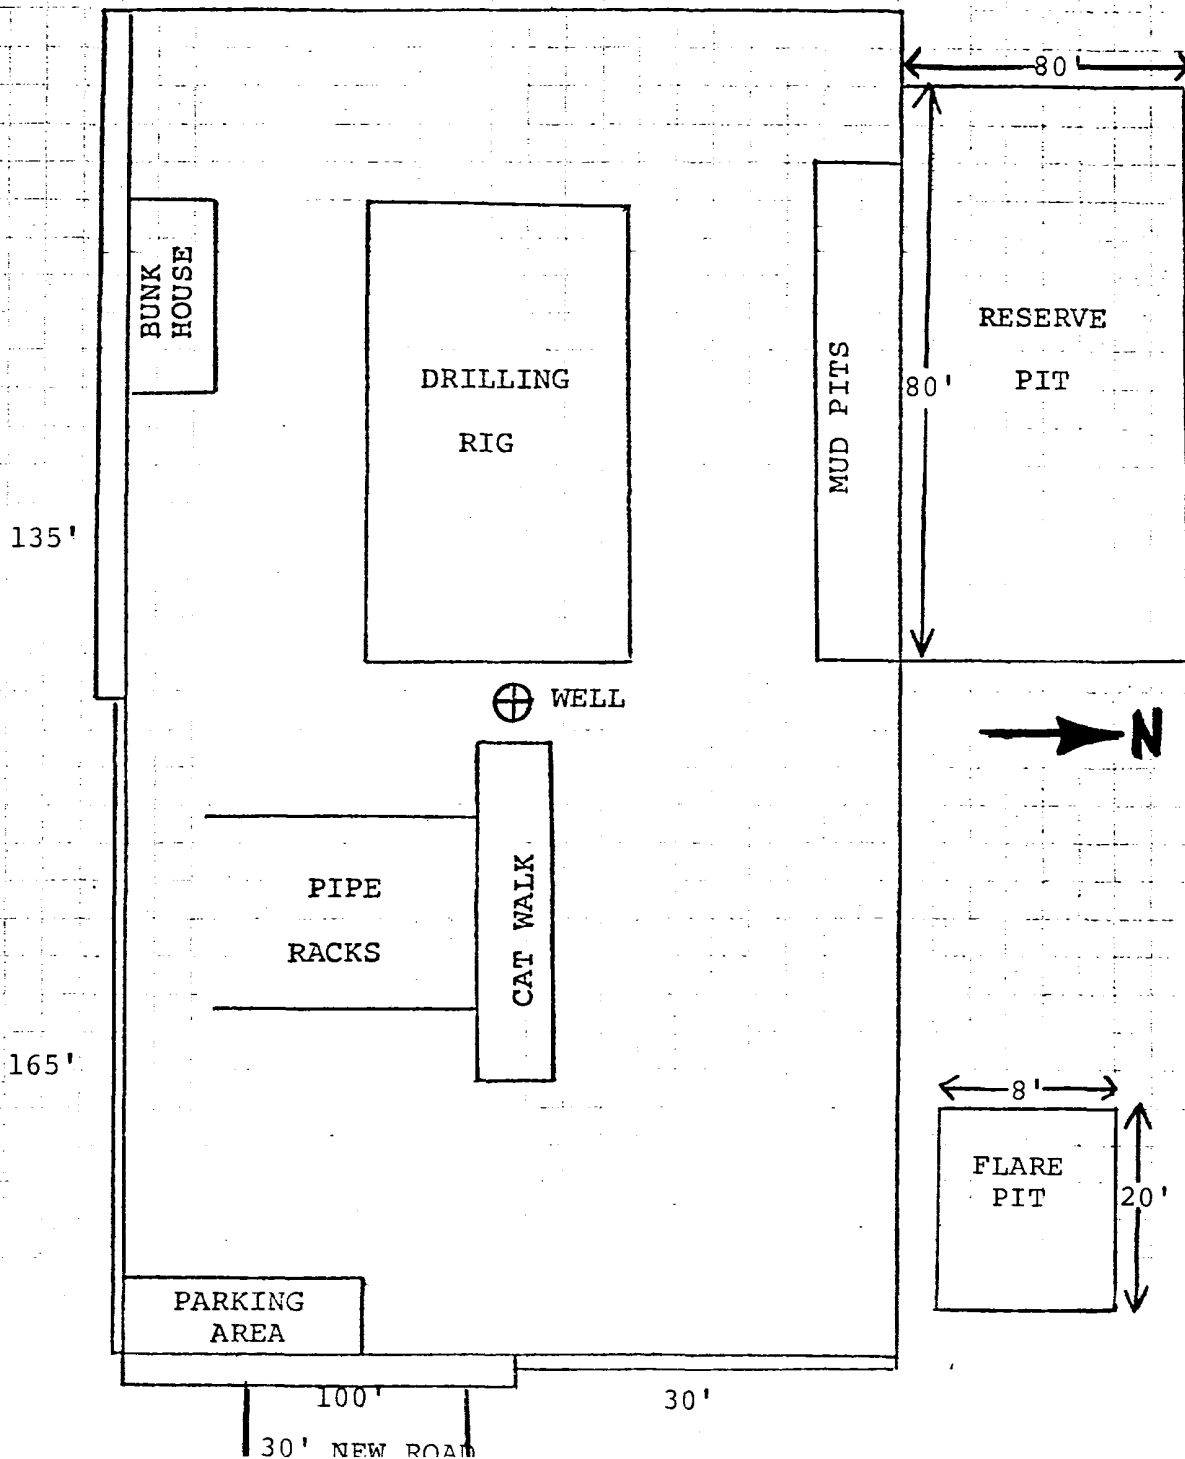 80'
BUNK
HOUSE
DRILLING
RIG
MUD PITS
80'
RESERVE
PIT
135'
WELL
N
PIPE
RACKS
CAT WALK
165'
8'
FLARE
PIT
20'
PARKING
AREA
100'
30'
30' NEW ROAD